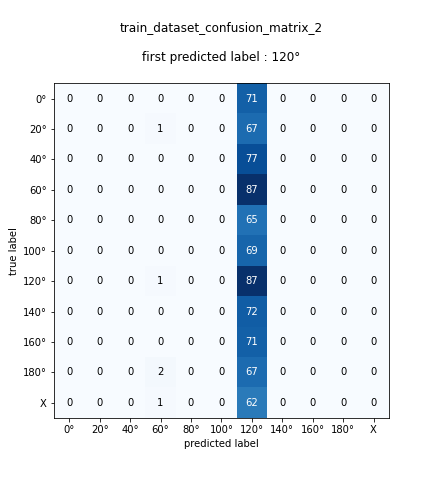 train_dataset_confusion_matrix_2
first predicted label : 120°
0° 0 0 0 0 0 0 71 0 0 0 0
20° 0 0 0 1 0 0 67 0 0 0 0
40° 0 0 0 0 0 0 77 0 0 0 0
60° 0 0 0 0 0 0 87 0 0 0 0
80° 0 0 0 0 0 0 65 0 0 0 0
100° 0 0 0 0 0 0 69 0 0 0 0
true label
120° 0 0 0 1 0 0 87 0 0 0 0
140° 0 0 0 0 0 0 72 0 0 0 0
160° 0 0 0 0 0 0 71 0 0 0 0
180° 0 0 0 2 0 0 67 0 0 0 0
X 0 0 0 1 0 0 62 0 0 0 0
0° 20° 40° 60° 80° 100° 120° 140° 160° 180° X
predicted label